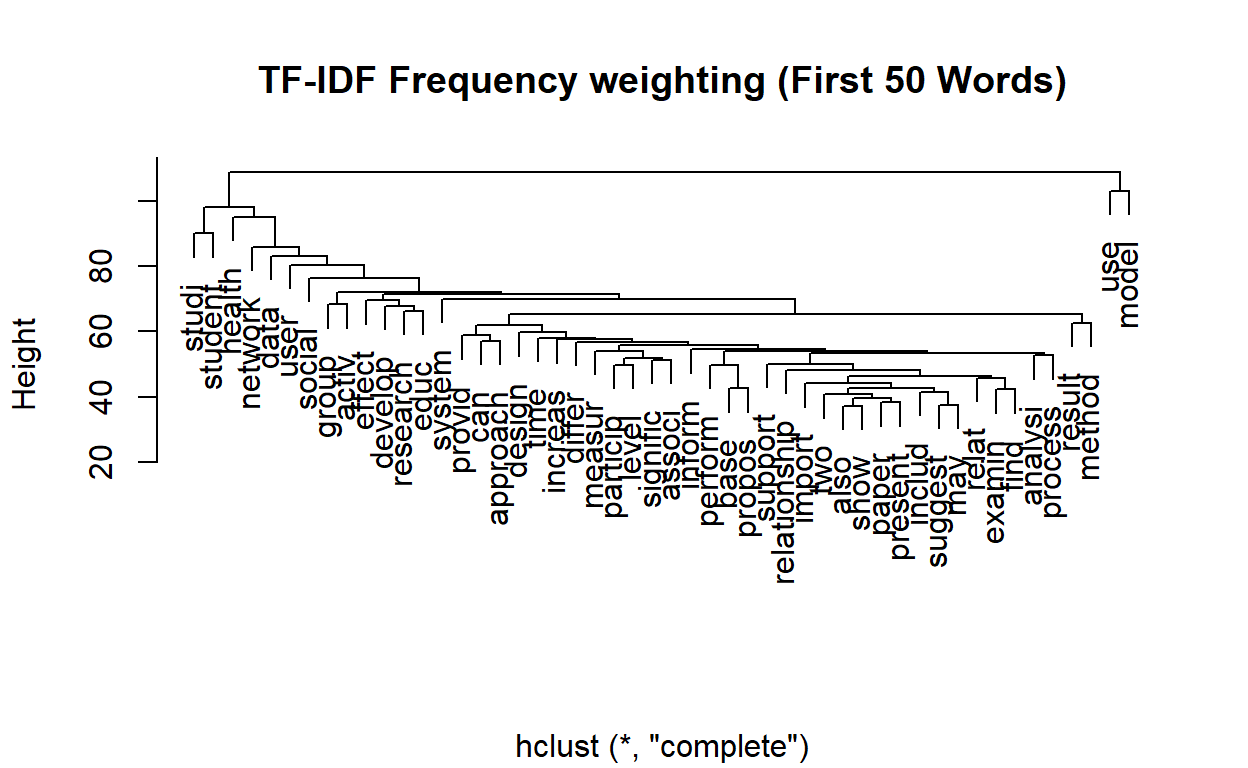 TF-IDF Frequency weighting (First 50 Words)
Height
80
60
40
20
studj
student
health
network
data
user
social
group
activ
effect
develop
research
educ
system
provid
can
approach
design
time
increas
differ
measur
particip
level
signific
associ
inform
perform
base
propos
support
relationship
import
two
also
show
paper
present
includ
suggest
may
relat
examin
find
analysi
process
result
method
use
model
hclust (*, "complete")